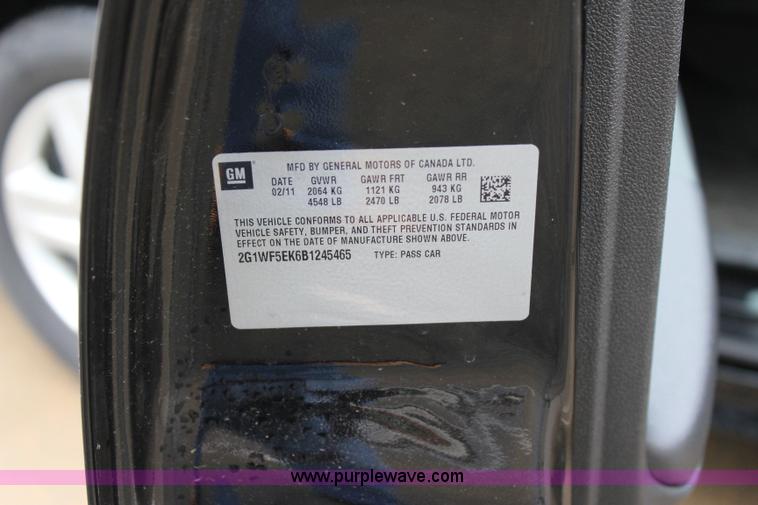 GM
MFD BY GENERAL MOTORS OF CANADA LTD.
DATE GVWR GAWR FRT GAWR RR
02/11 2064 KG 1121 KG 943 KG
4548 LB 2470 LB 2078 LB
THIS VEHICLE CONFORMS TO ALL APPLICABLE U.S. FEDERAL MOTOR
VEHICLE SAFETY, BUMPER, AND THEFT PREVENTION STANDARDS IN
EFFECT ON THE DATE OF MANUFACTURE SHOWN ABOVE.
2G1WF5EK6B1245465 TYPE: PASS CAR
www.purplewave.com